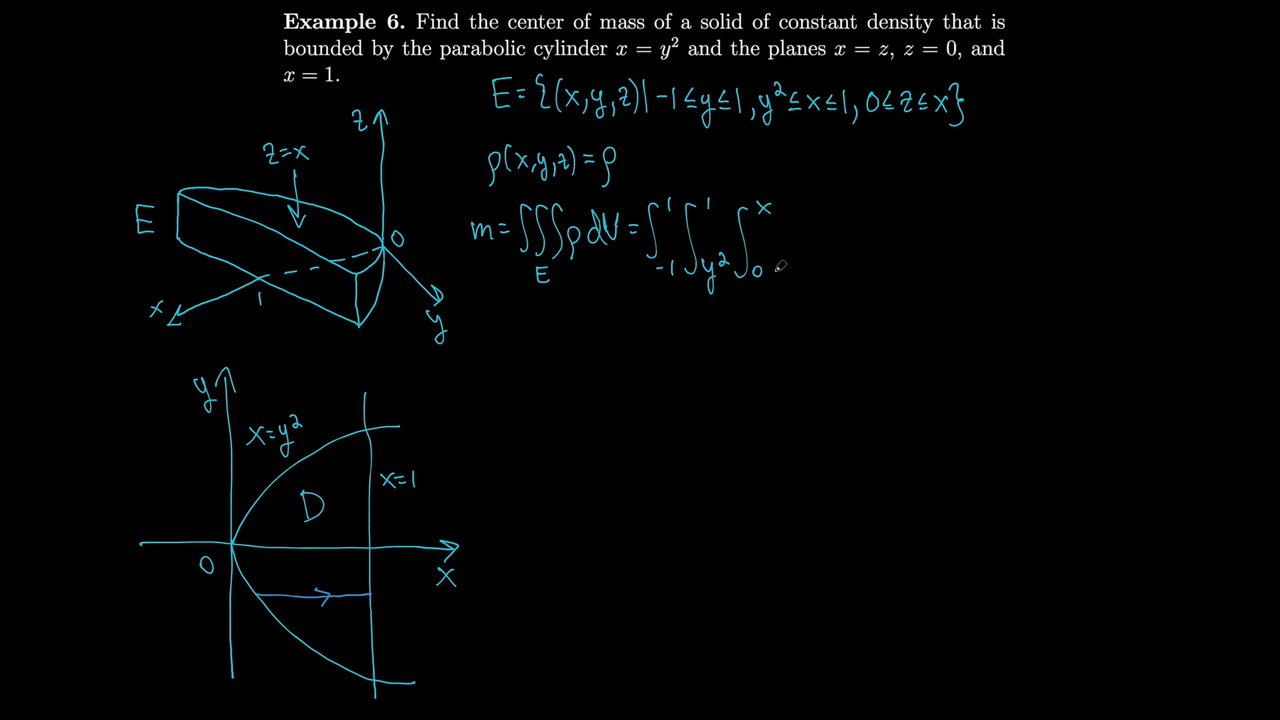 Example 6. Find the center of mass of a solid of constant density that is
bounded by the parabolic cylinder x = y² and the planes x = z, z = 0, and
x = 1.
E = {(x,y,z)| -1≤y≤1, y²≤x≤1, 0≤z≤x}
ρ(x,y,z) = ρ
m = ∭_E ρ dV = ∫_{-1}^{1} ∫_{y²}^{1} ∫_{0}^{x}
z
z=x
E
0
x
1
y
y
x=y²
x=1
D
0
x